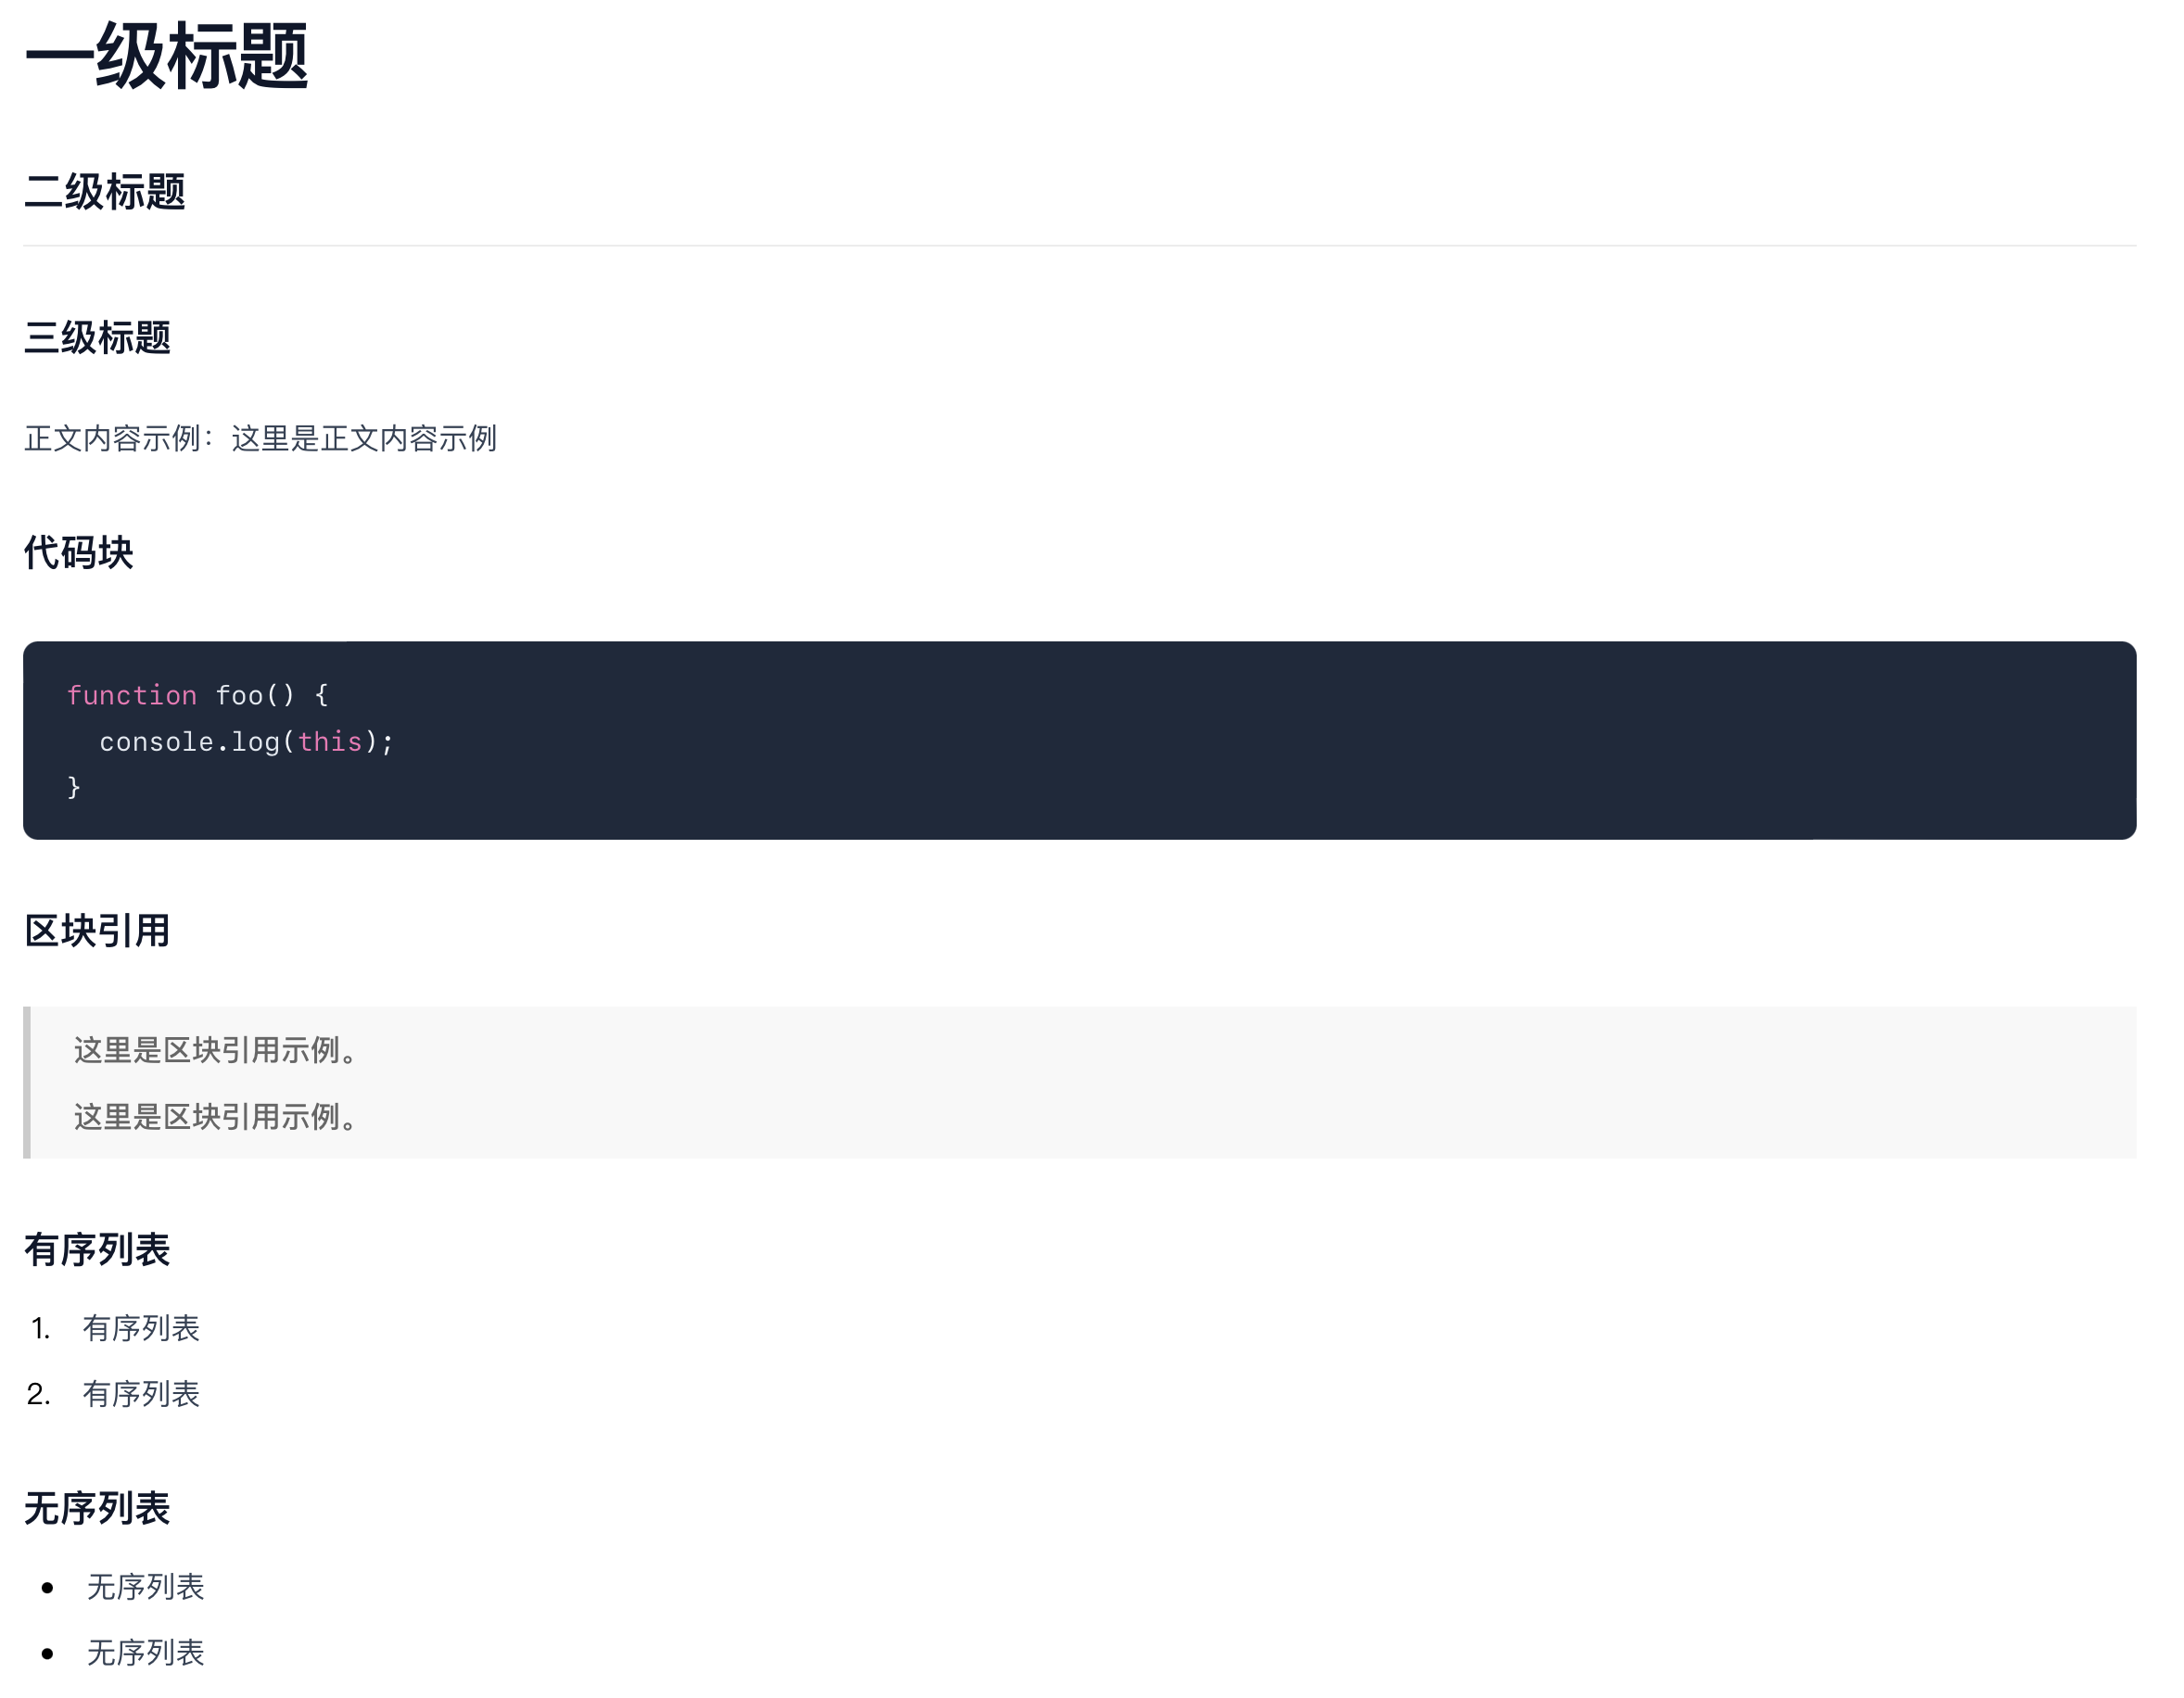 一级标题
二级标题
三级标题
正文内容示例：这里是正文内容示例
代码块
function foo() {
  console.log(this);
}
区块引用
这里是区块引用示例。
这里是区块引用示例。
有序列表
1. 有序列表
2. 有序列表
无序列表
• 无序列表
• 无序列表